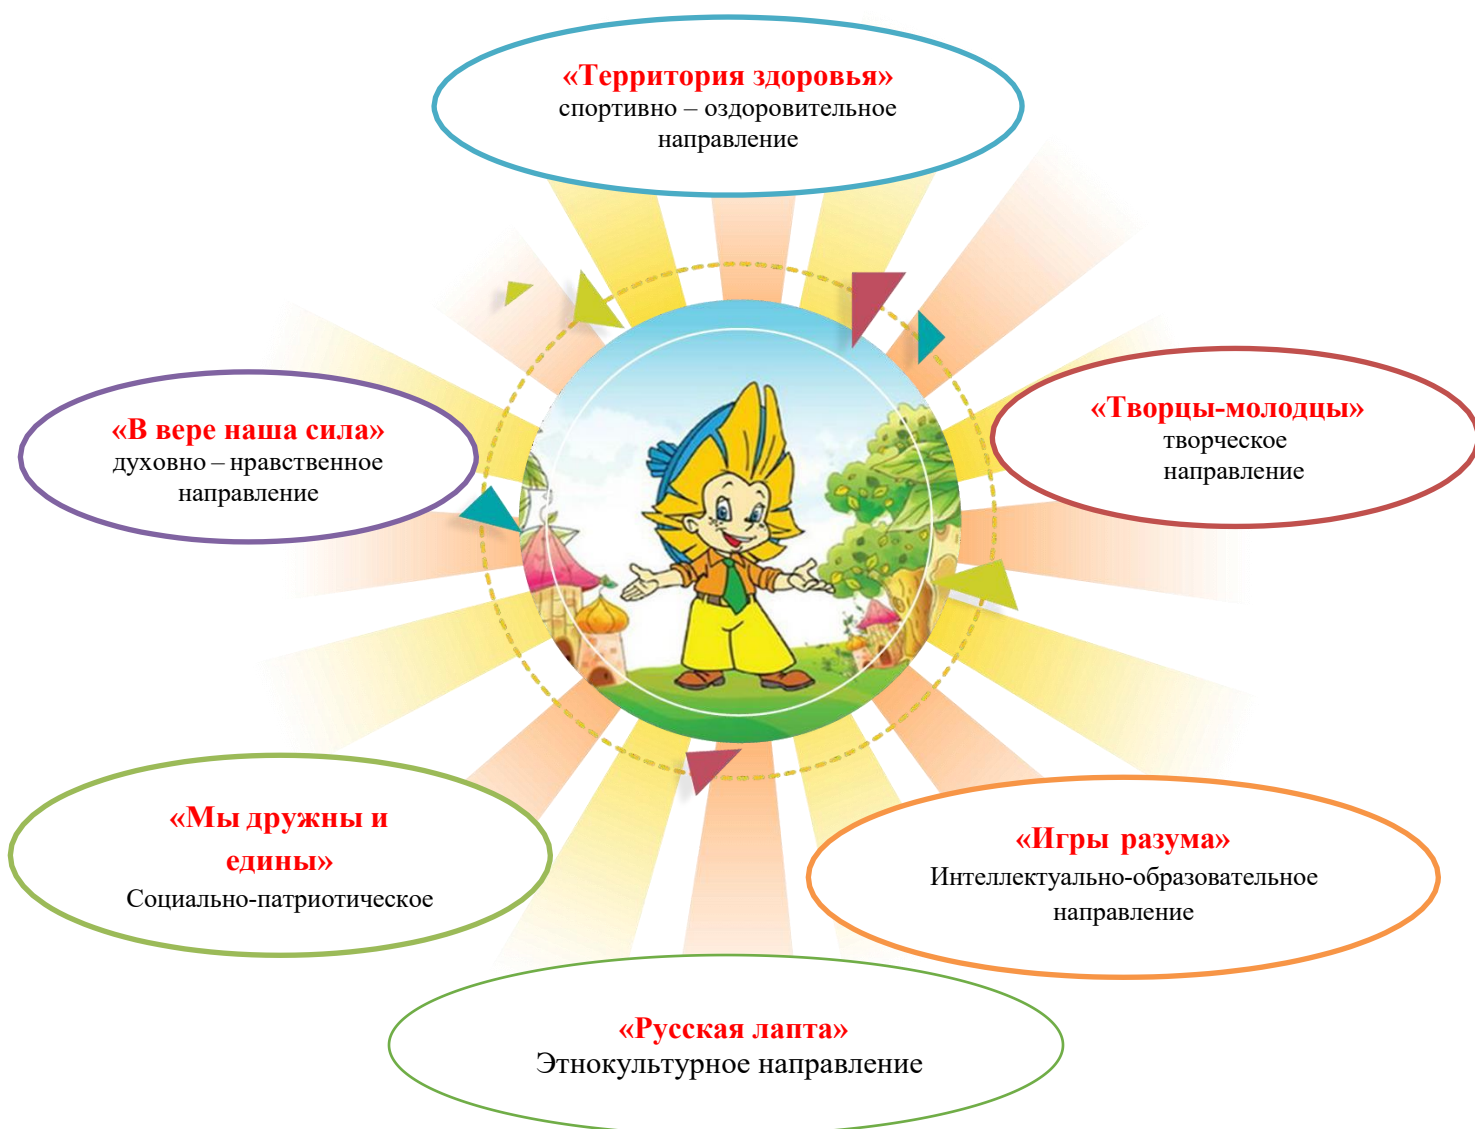 «Территория здоровья»
спортивно – оздоровительное
направление
«В вере наша сила»
духовно – нравственное
направление
«Творцы-молодцы»
творческое
направление
«Мы дружны и
едины»
Социально-патриотическое
«Игры разума»
Интеллектуально-образовательное
направление
«Русская лапта»
Этнокультурное направление